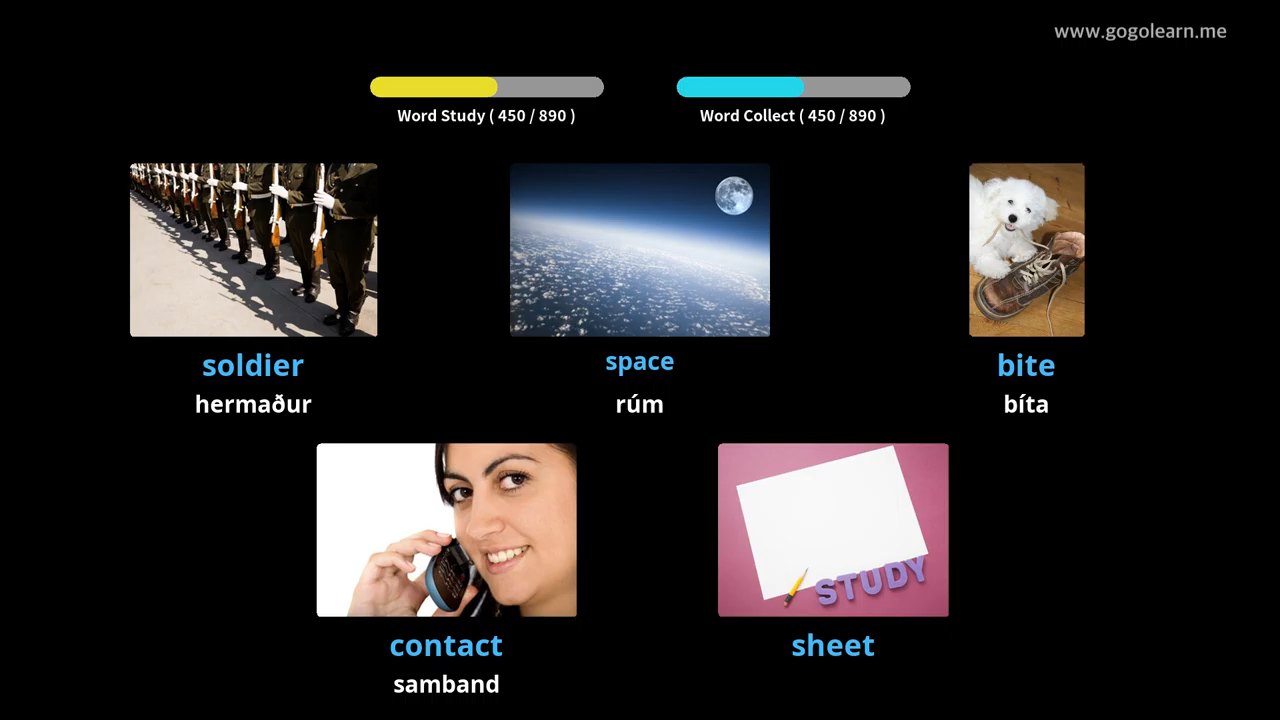 www.gogolearn.me
Word Study ( 450 / 890 )
Word Collect ( 450 / 890 )
soldier
hermaður
space
rúm
bite
bíta
STUDY
contact
samband
sheet